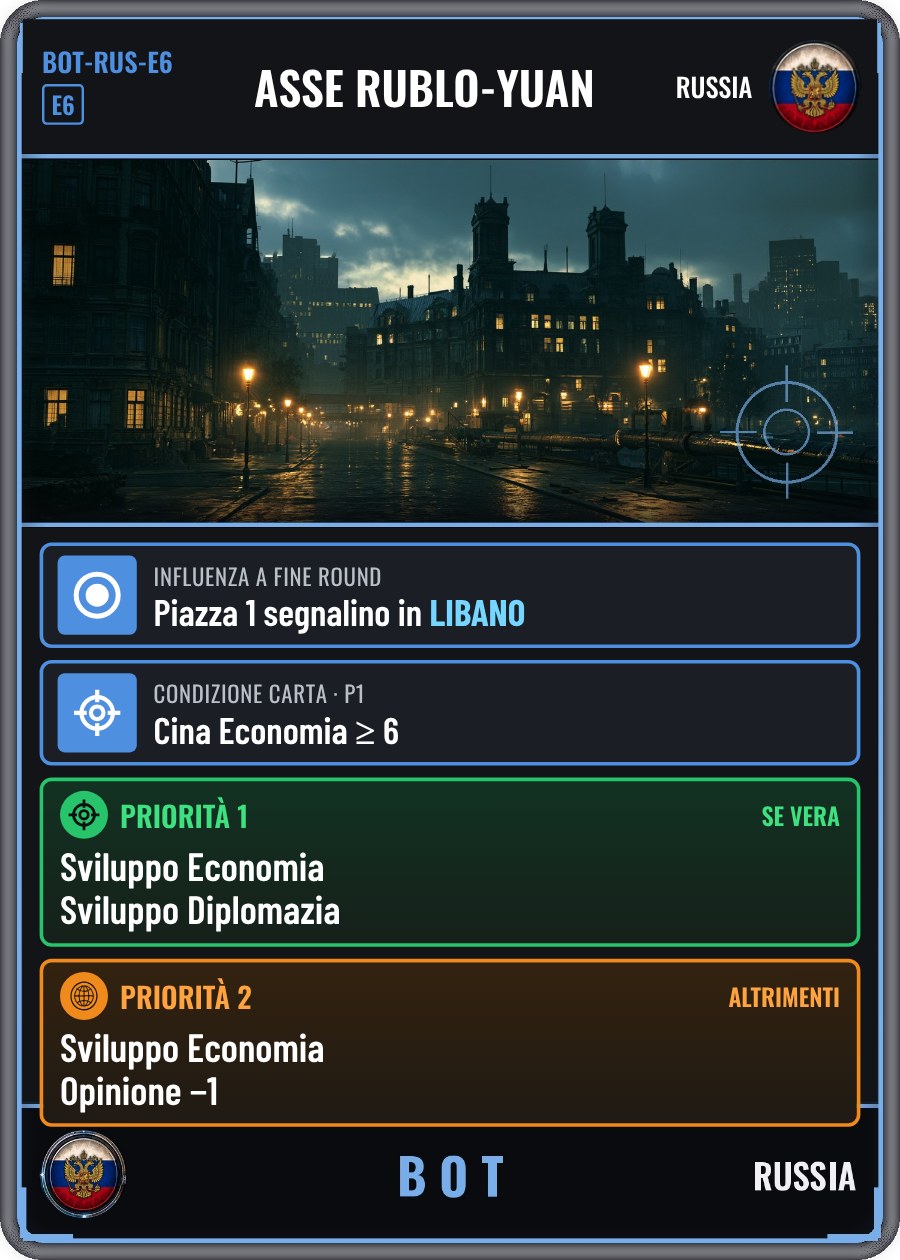 BOT-RUS-E6
E6
ASSE RUBLO-YUAN
RUSSIA
INFLUENZA A FINE ROUND
Piazza 1 segnalino in LIBANO
CONDIZIONE CARTA · P1
Cina Economia ≥ 6
PRIORITÀ 1
SE VERA
Sviluppo Economia
Sviluppo Diplomazia
PRIORITÀ 2
ALTRIMENTI
Sviluppo Economia
Opinione −1
BOT
RUSSIA